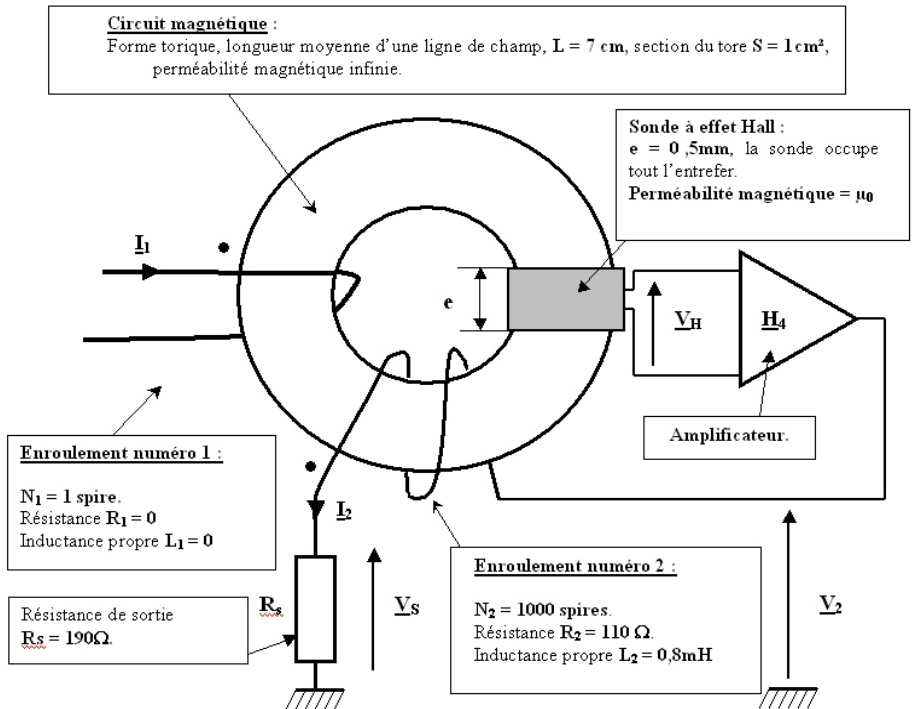 Circuit magnétique :
Forme torique, longueur moyenne d'une ligne de champ, L = 7 cm, section du tore S = 1cm²,
perméabilité magnétique infinie.
Sonde à effet Hall :
e = 0 ,5mm, la sonde occupe
tout l'entrefer.
Perméabilité magnétique = µ0
I1
e
VH
H4
Amplificateur.
Enroulement numéro 1 :
N1 = 1 spire.
Résistance R1 = 0
Inductance propre L1 = 0
I2
Enroulement numéro 2 :
N2 = 1000 spires.
Résistance R2 = 110 Ω.
Inductance propre L2 = 0,8mH
Résistance de sortie
Rs = 190Ω.
Rs
VS
V2